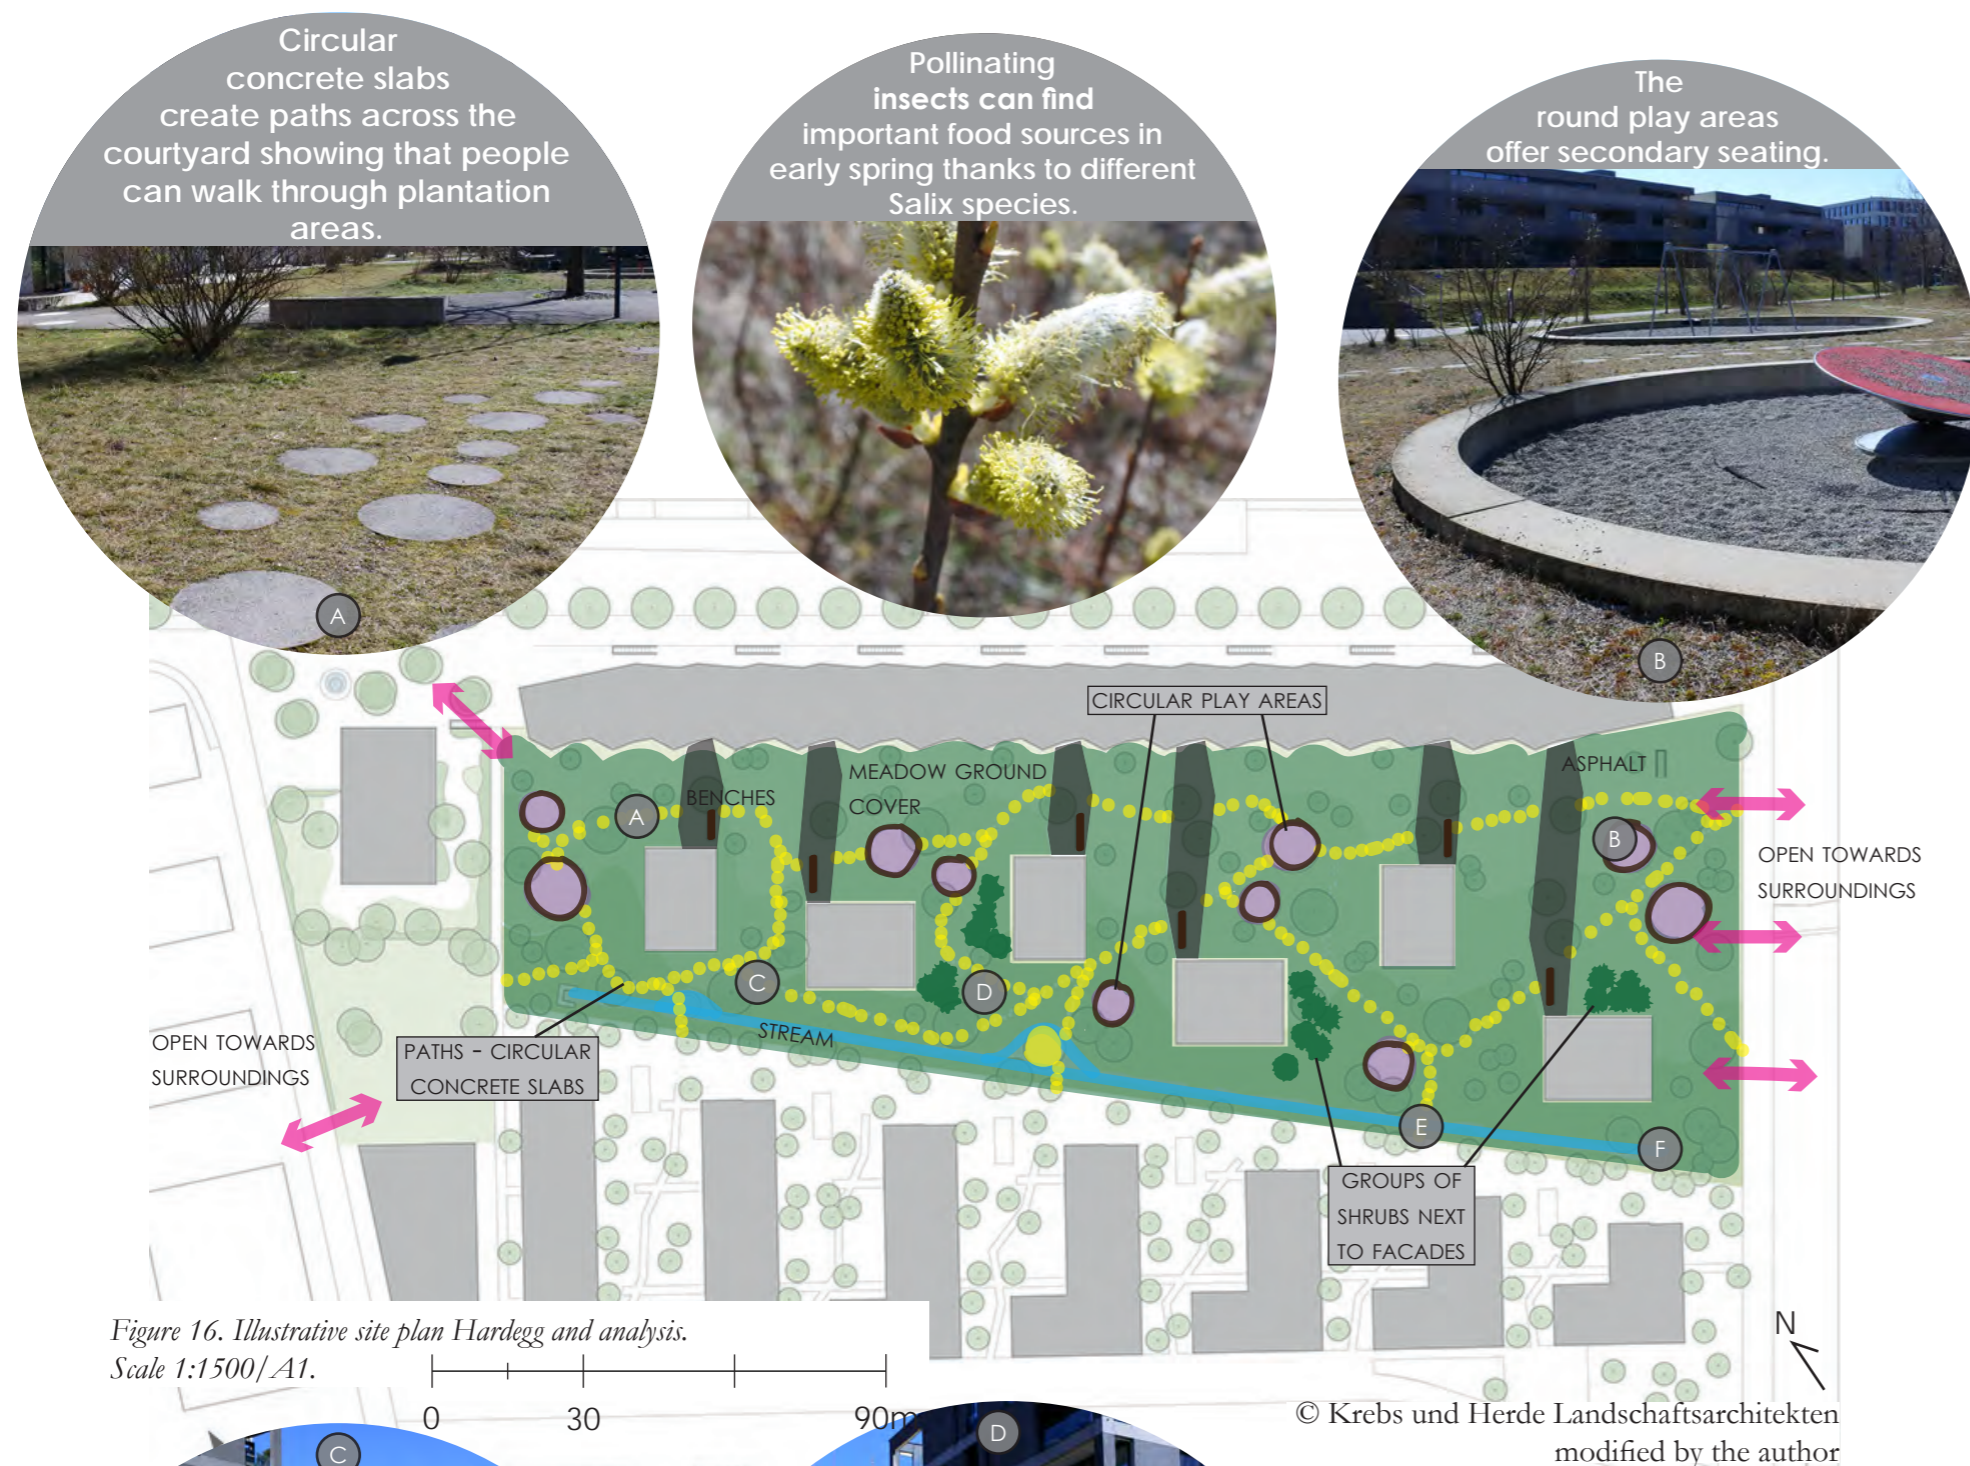 Circular
concrete slabs
create paths across the
courtyard showing that people
can walk through plantation
areas.
Pollinating
insects can find
important food sources in
early spring thanks to different
Salix species.
The
round play areas
offer secondary seating.
A
B
CIRCULAR PLAY AREAS
ASPHALT
MEADOW GROUND
COVER
BENCHES
A
B
OPEN TOWARDS
SURROUNDINGS
C
D
STREAM
OPEN TOWARDS
SURROUNDINGS
PATHS - CIRCULAR
CONCRETE SLABS
E
F
GROUPS OF
SHRUBS NEXT
TO FACADES
Figure 16. Illustrative site plan Hardegg and analysis.
Scale 1:1500/A1.
0 30 90m
N
© Krebs und Herde Landschaftsarchitekten
modified by the author
C
D